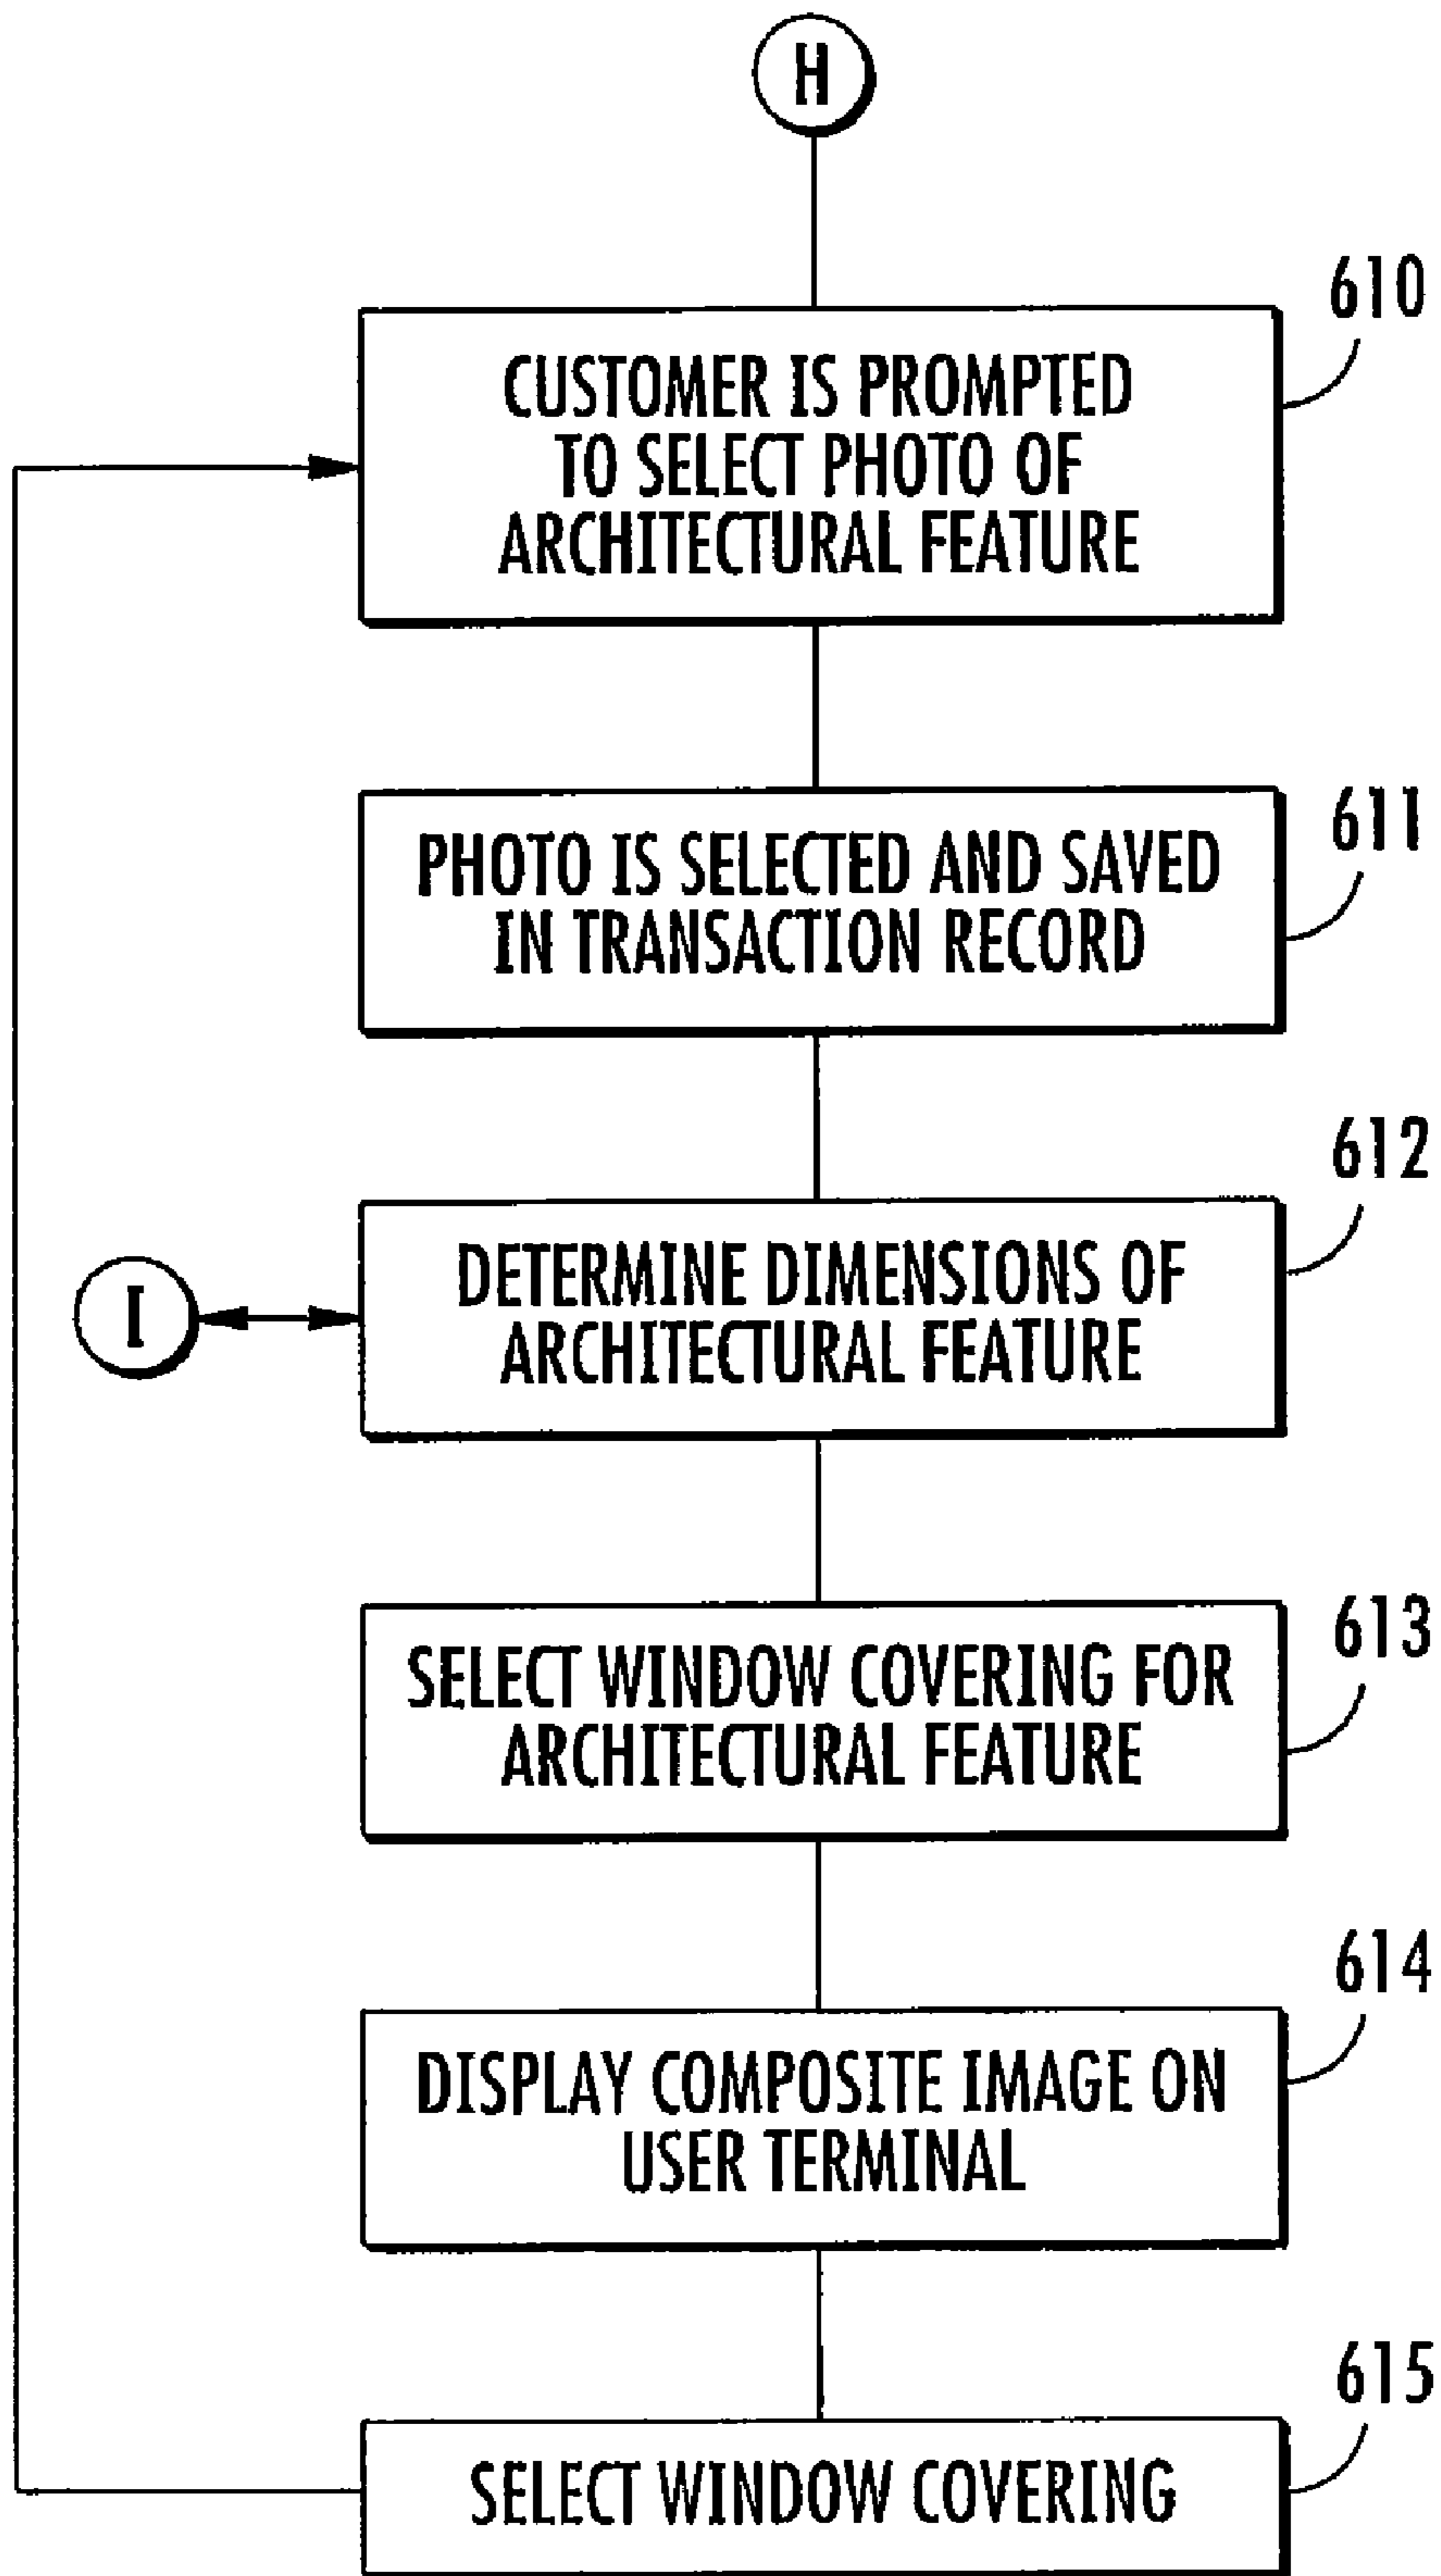 H
610
CUSTOMER IS PROMPTED
TO SELECT PHOTO OF
ARCHITECTURAL FEATURE
611
PHOTO IS SELECTED AND SAVED
IN TRANSACTION RECORD
612
DETERMINE DIMENSIONS OF
ARCHITECTURAL FEATURE
I
613
SELECT WINDOW COVERING FOR
ARCHITECTURAL FEATURE
614
DISPLAY COMPOSITE IMAGE ON
USER TERMINAL
615
SELECT WINDOW COVERING